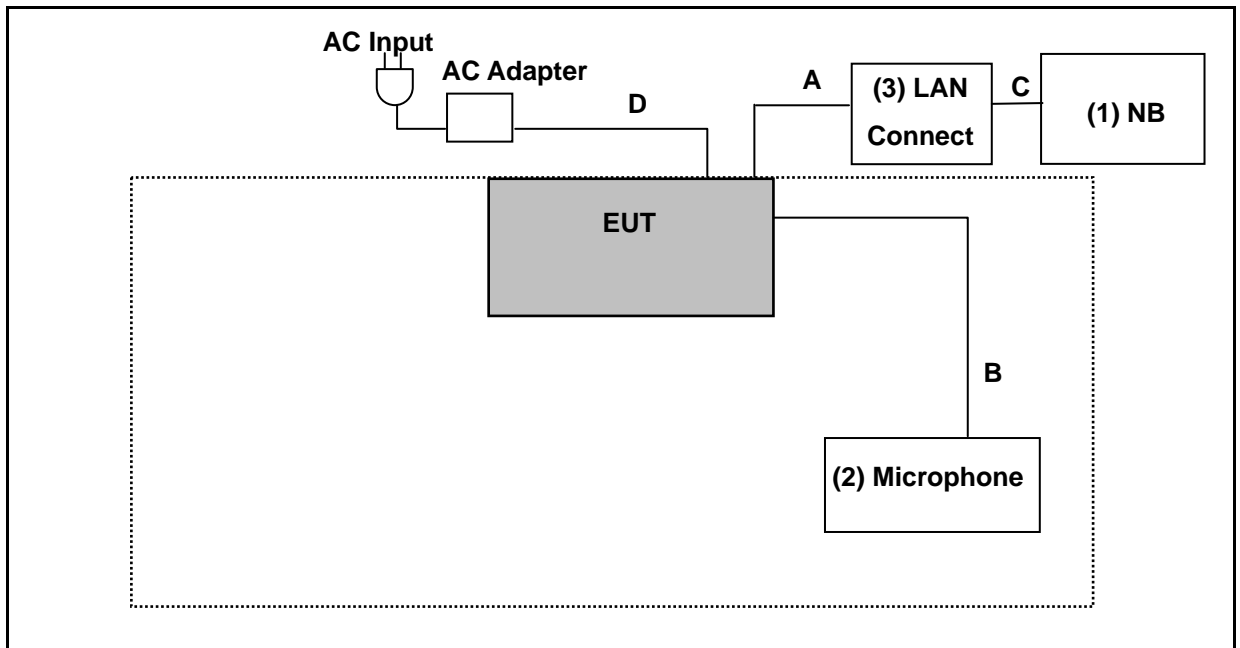 AC Input
AC Adapter
D
A
(3) LAN
Connect
C
(1) NB
EUT
B
(2) Microphone